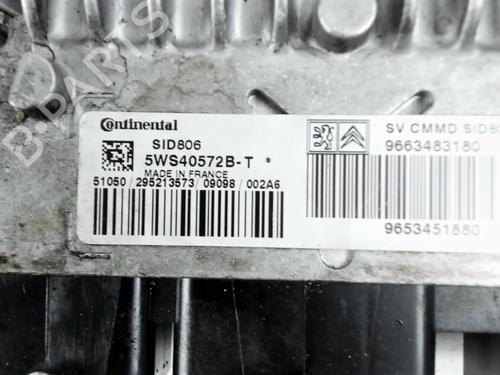 B-PARTS
Continental
SID806
5WS40572B-T
MADE IN FRANCE
51050 / 295213573 / 09098 / 002A6
SV CMMD SID8
9663483180
9653451880